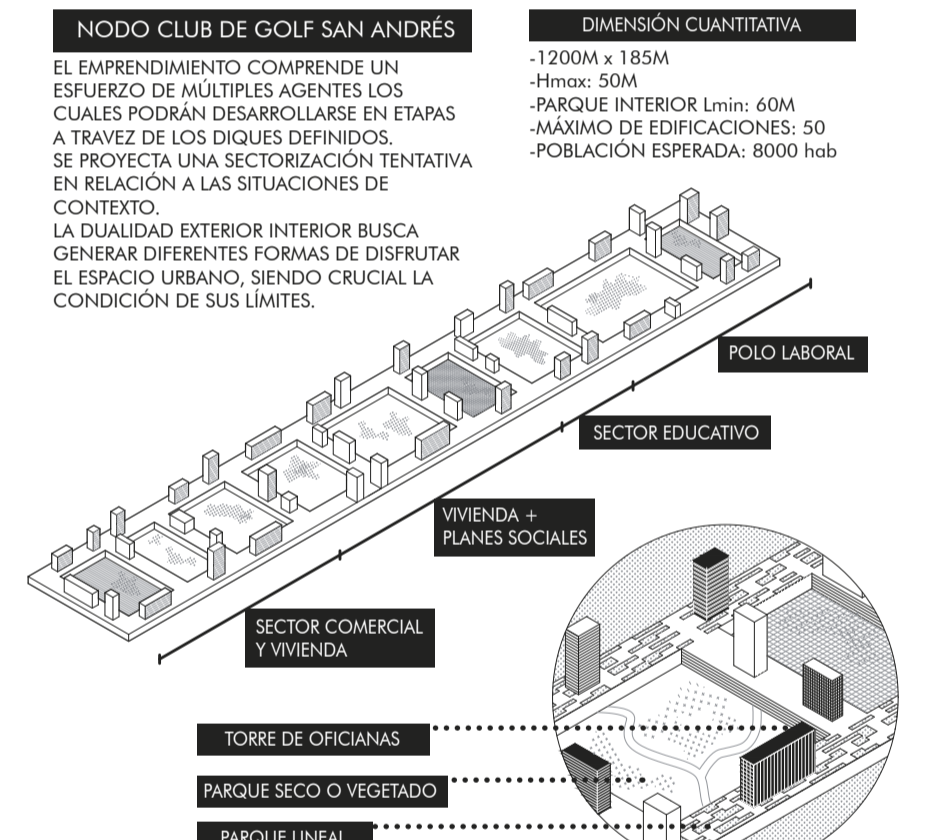 NODO CLUB DE GOLF SAN ANDRÉS
EL EMPRENDIMIENTO COMPRENDE UN
ESFUERZO DE MÚLTIPLES AGENTES LOS
CUALES PODRÁN DESARROLLARSE EN ETAPAS
A TRAVEZ DE LOS DIQUES DEFINIDOS.
SE PROYECTA UNA SECTORIZACIÓN TENTATIVA
EN RELACIÓN A LAS SITUACIONES DE
CONTEXTO.
LA DUALIDAD EXTERIOR INTERIOR BUSCA
GENERAR DIFERENTES FORMAS DE DISFRUTAR
EL ESPACIO URBANO, SIENDO CRUCIAL LA
CONDICIÓN DE SUS LÍMITES.
DIMENSIÓN CUANTITATIVA
-1200M x 185M
-Hmax: 50M
-PARQUE INTERIOR Lmin: 60M
-MÁXIMO DE EDIFICACIONES: 50
-POBLACIÓN ESPERADA: 8000 hab
POLO LABORAL
SECTOR EDUCATIVO
VIVIENDA +
PLANES SOCIALES
SECTOR COMERCIAL
Y VIVIENDA
TORRE DE OFICIANAS
PARQUE SECO O VEGETADO
PARQUE LINEAL